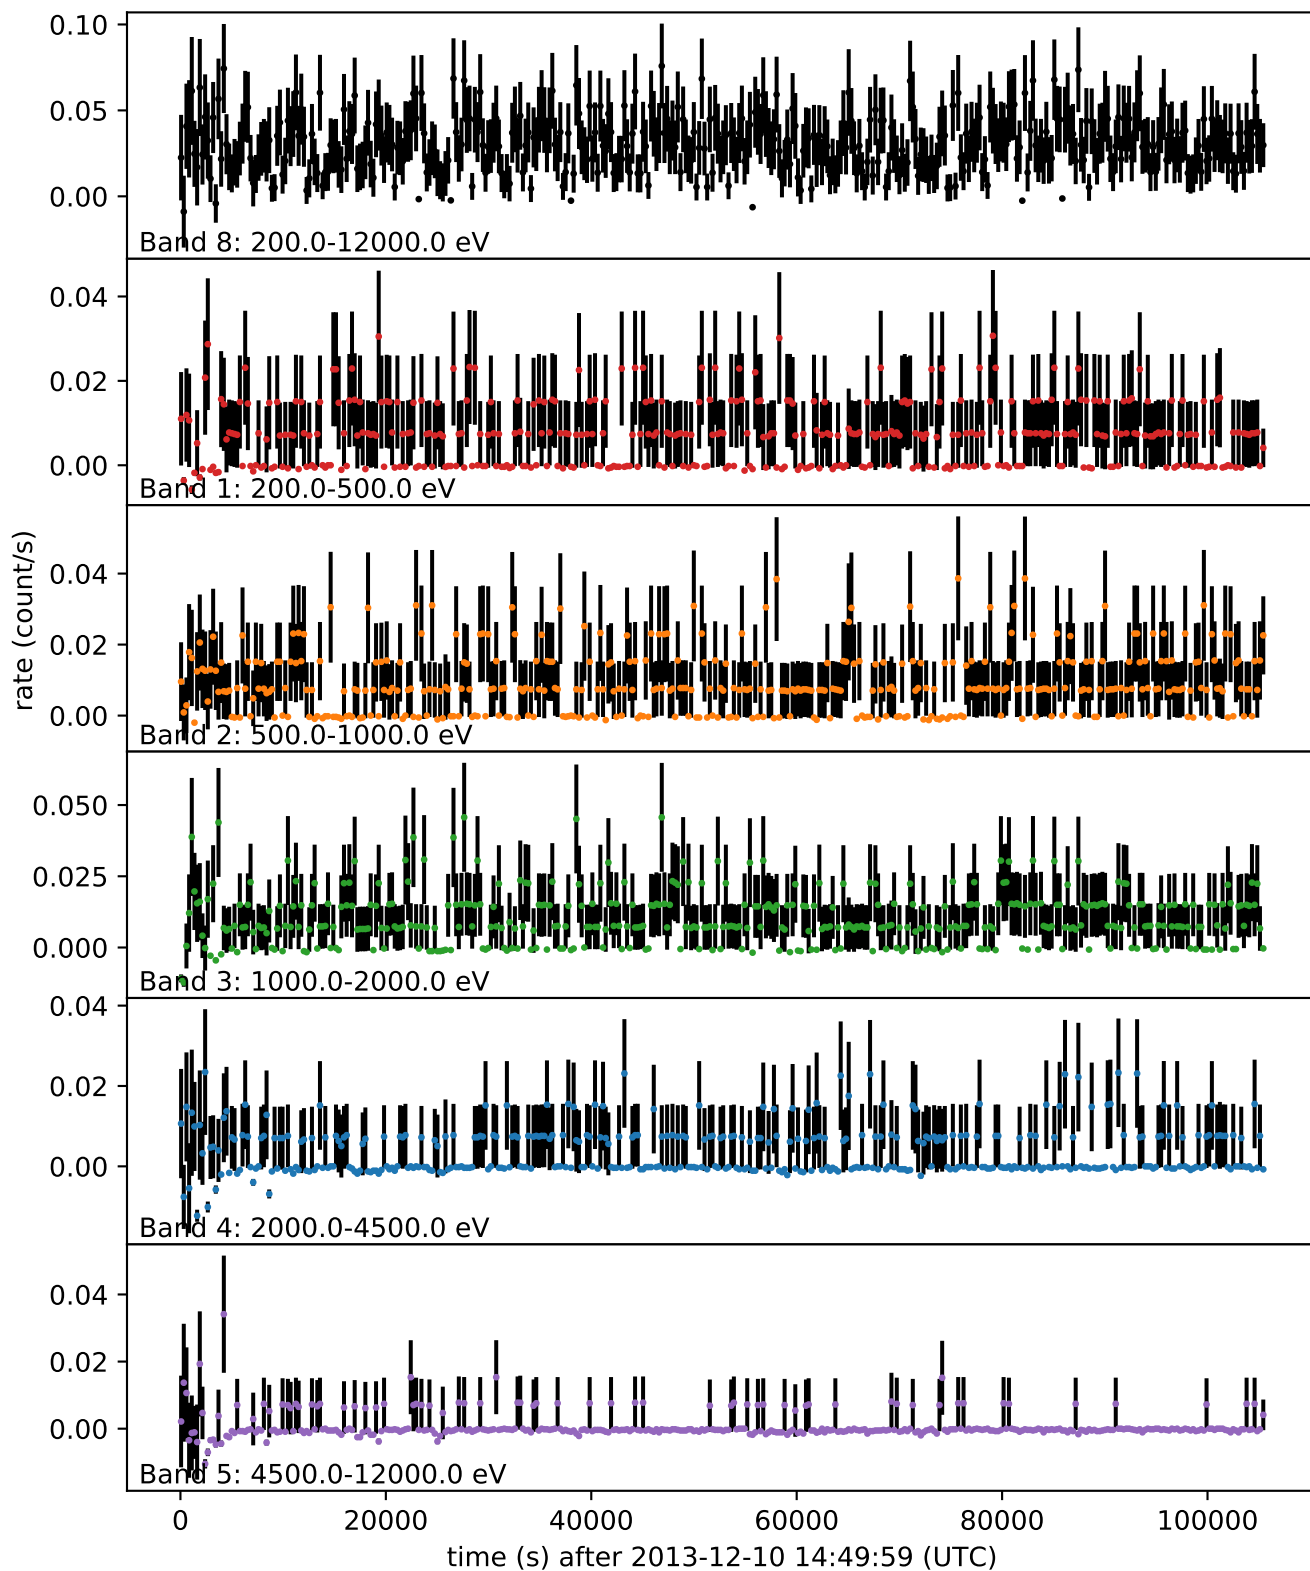 0.10
0.05
0.00
Band 8: 200.0-12000.0 eV
0.04
0.02
0.00
Band 1: 200.0-500.0 eV
rate (count/s)
0.04
0.02
0.00
Band 2: 500.0-1000.0 eV
0.050
0.025
0.000
Band 3: 1000.0-2000.0 eV
0.04
0.02
0.00
Band 4: 2000.0-4500.0 eV
0.04
0.02
0.00
Band 5: 4500.0-12000.0 eV
0 20000 40000 60000 80000 100000
time (s) after 2013-12-10 14:49:59 (UTC)